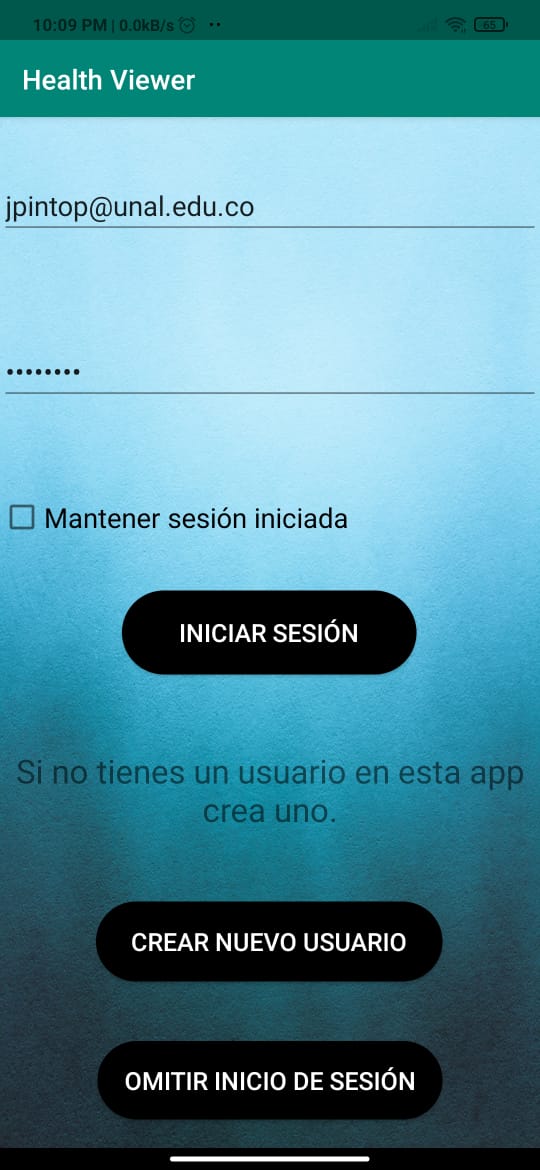 10:09 PM | 0.0kB/s
65
Health Viewer
jpintop@unal.edu.co
••••••••
Mantener sesión iniciada
INICIAR SESIÓN
Si no tienes un usuario en esta app
crea uno.
CREAR NUEVO USUARIO
OMITIR INICIO DE SESIÓN